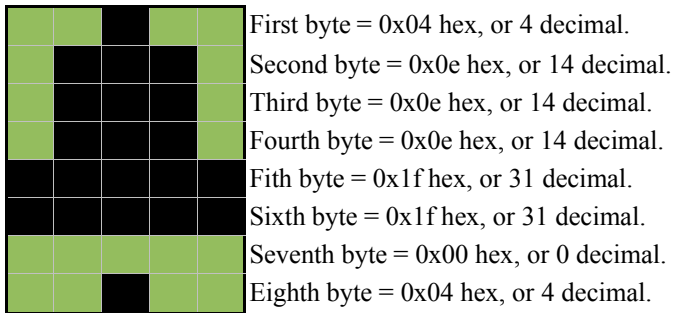 First byte = 0x04 hex, or 4 decimal.
Second byte = 0x0e hex, or 14 decimal.
Third byte = 0x0e hex, or 14 decimal.
Fourth byte = 0x0e hex, or 14 decimal.
Fith byte = 0x1f hex, or 31 decimal.
Sixth byte = 0x1f hex, or 31 decimal.
Seventh byte = 0x00 hex, or 0 decimal.
Eighth byte = 0x04 hex, or 4 decimal.